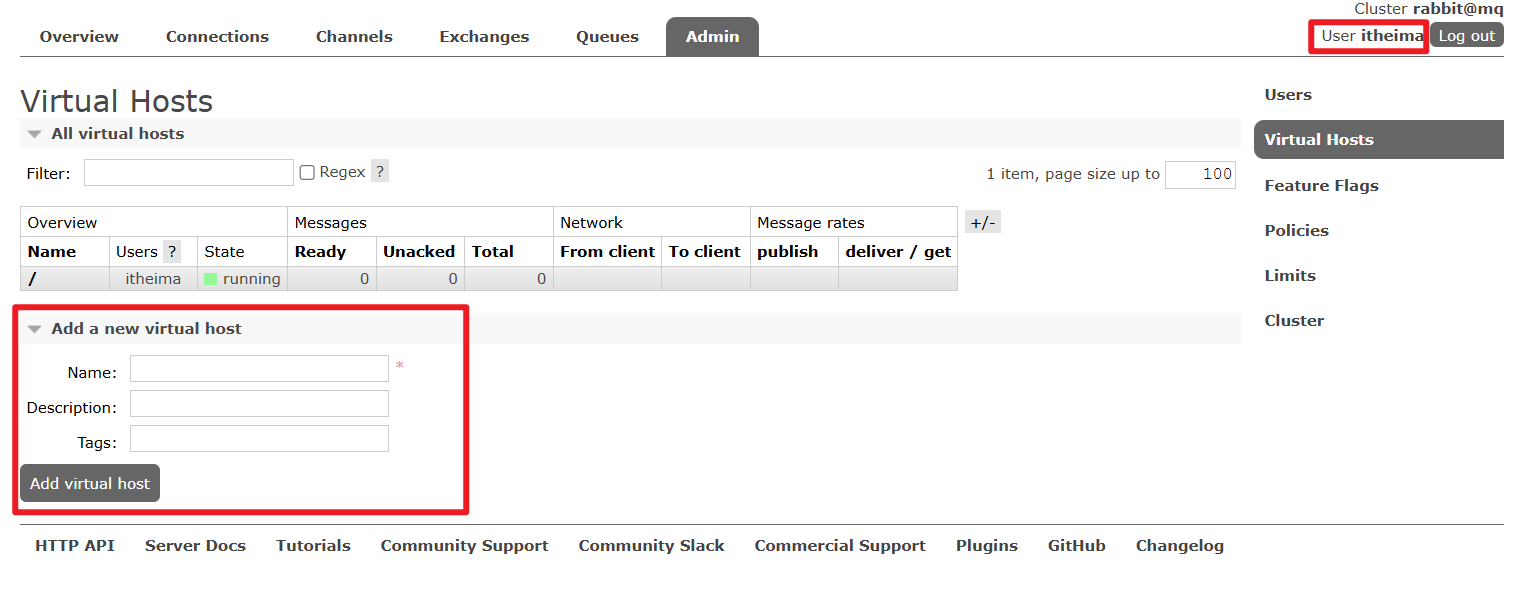 Cluster rabbit@mq
Overview Connections Channels Exchanges Queues Admin
User itheima Log out
Virtual Hosts
All virtual hosts
Filter: Regex ? 1 item, page size up to 100
Overview Messages Network Message rates +/-
Name Users ? State Ready Unacked Total From client To client publish deliver / get
/ itheima running 0 0 0
Add a new virtual host
Name: *
Description:
Tags:
Add virtual host
Users
Virtual Hosts
Feature Flags
Policies
Limits
Cluster
HTTP API Server Docs Tutorials Community Support Community Slack Commercial Support Plugins GitHub Changelog